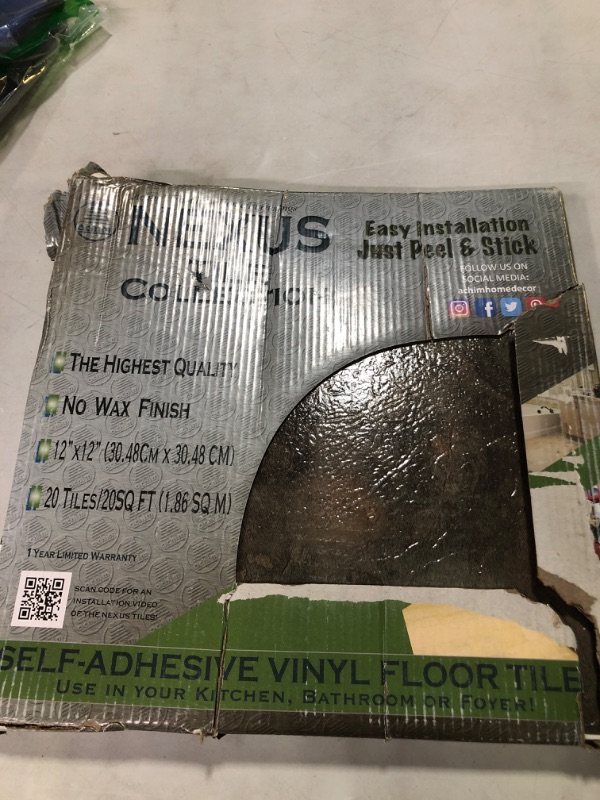 NEXUS
TILE
COLLECTION
Easy Installation
Just Peel & Stick
FOLLOW US ON
SOCIAL MEDIA:
achimhomedecor
THE HIGHEST QUALITY
NO WAX FINISH
12"X12" (30.48CM X 30.48 CM)
20 TILES/20SQ FT (1.86 SQ M)
1 YEAR LIMITED WARRANTY
SCAN CODE FOR AN
INSTALLATION VIDEO
OF THE NEXUS TILES!
SELF-ADHESIVE VINYL FLOOR TILE
USE IN YOUR KITCHEN, BATHROOM OR FOYER!